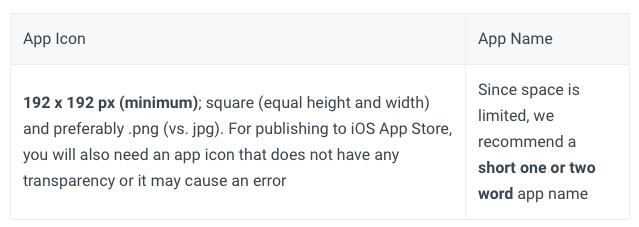 App Icon
App Name
192 x 192 px (minimum); square (equal height and width)
and preferably .png (vs. jpg). For publishing to iOS App Store,
you will also need an app icon that does not have any
transparency or it may cause an error
Since space is
limited, we
recommend a
short one or two
word app name